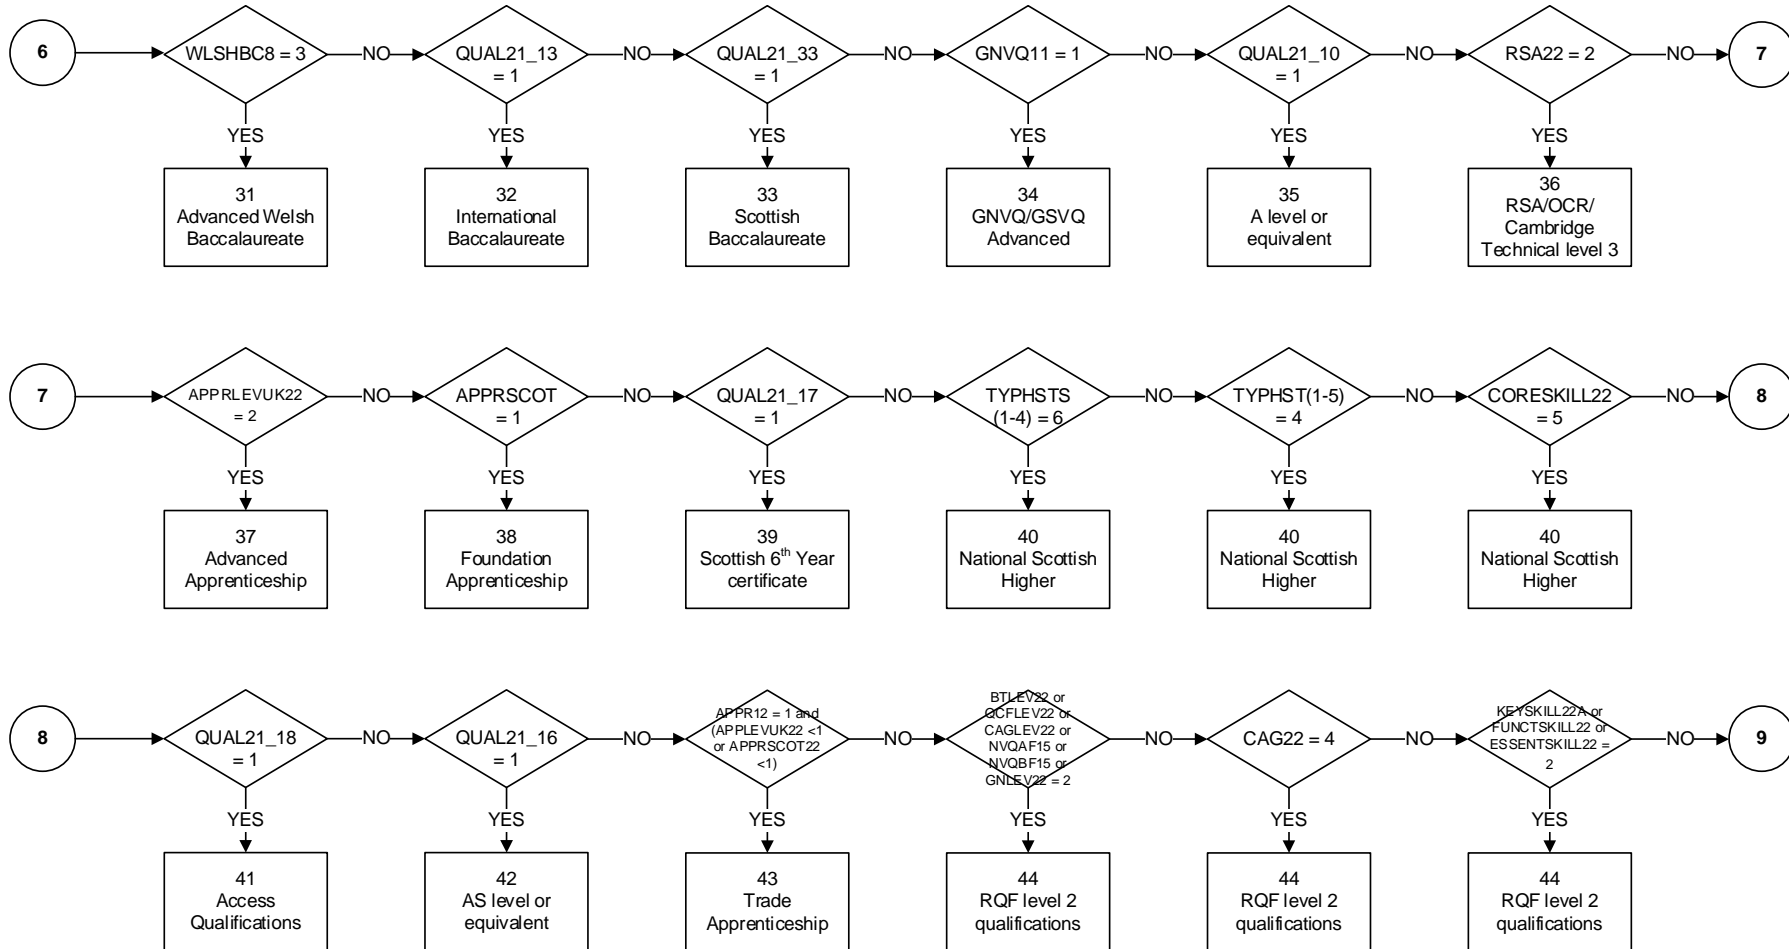 6
WLSHBC8 = 3
NO
QUAL21_13
= 1
NO
QUAL21_33
= 1
NO
GNVQ11 = 1
NO
QUAL21_10
= 1
NO
RSA22 = 2
NO
7
YES
YES
YES
YES
YES
YES
31
Advanced Welsh
Baccalaureate
32
International
Baccalaureate
33
Scottish
Baccalaureate
34
GNVQ/GSVQ
Advanced
35
A level or
equivalent
36
RSA/OCR/
Cambridge
Technical level 3
7
APPRLEVUK22
= 2
NO
APPRSCOT
= 1
NO
QUAL21_17
= 1
NO
TYPHSTS
(1-4) = 6
NO
TYPHST(1-5)
= 4
NO
CORESKILL22
= 5
NO
8
YES
YES
YES
YES
YES
YES
37
Advanced
Apprenticeship
38
Foundation
Apprenticeship
39
Scottish 6th Year
certificate
40
National Scottish
Higher
40
National Scottish
Higher
40
National Scottish
Higher
8
QUAL21_18
= 1
NO
QUAL21_16
= 1
NO
APPR12 = 1 and
(APPLEVUK22 <1
or APPRSCOT22
<1)
NO
BTLEV22 or
QCFLEV22 or
CAGLEV22 or
NVQAF15 or
NVQBF15 or
GNLEV22 = 2
NO
CAG22 = 4
NO
KEYSKILL22A or
FUNCTSKILL22 or
ESSENTSKILL22 =
2
NO
9
YES
YES
YES
YES
YES
YES
41
Access
Qualifications
42
AS level or
equivalent
43
Trade
Apprenticeship
44
RQF level 2
qualifications
44
RQF level 2
qualifications
44
RQF level 2
qualifications